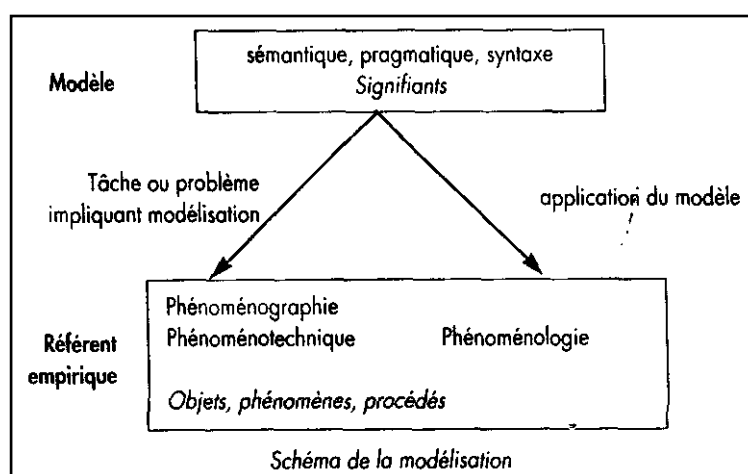 sémantique, pragmatique, syntaxe
Signifiants
Modèle
Tâche ou problème
impliquant modélisation
application du modèle
Phénoménographie
Phénoménotechnique Phénoménologie
Référent
empirique
Objets, phénomènes, procédés
Schéma de la modélisation